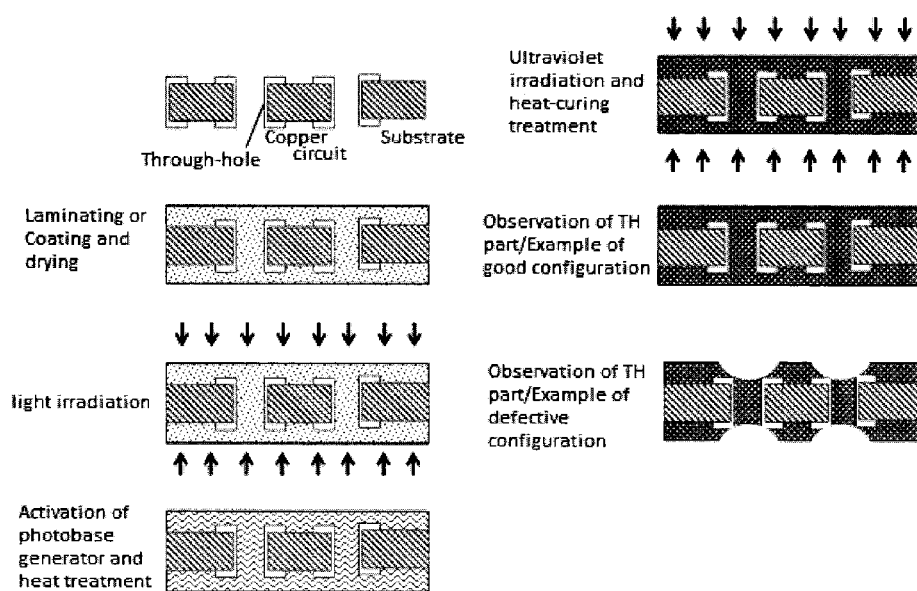 Through-hole
Copper
circuit
Substrate
Laminating or
Coating and
drying
light irradiation
Activation of
photobase
generator and
heat treatment
Ultraviolet
irradiation and
heat-curing
treatment
Observation of TH
part/Example of
good configuration
Observation of TH
part/Example of
defective
configuration